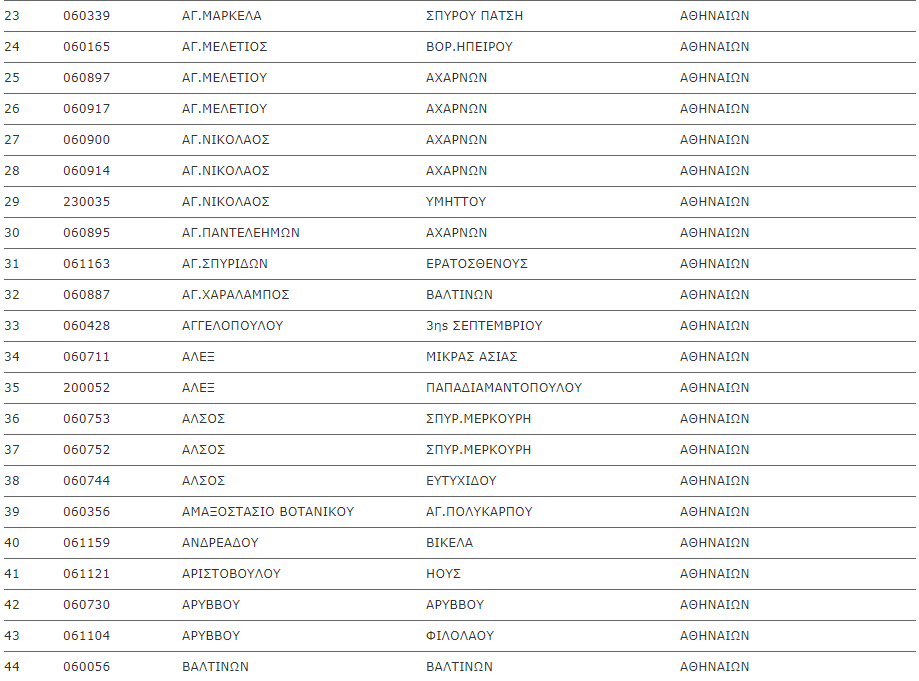 23 060339 ΑΓ.ΜΑΡΚΕΛΑ ΣΠΥΡΟΥ ΠΑΤΣΗ ΑΘΗΝΑΙΩΝ
24 060165 ΑΓ.ΜΕΛΕΤΙΟΣ ΒΟΡ.ΗΠΕΙΡΟΥ ΑΘΗΝΑΙΩΝ
25 060897 ΑΓ.ΜΕΛΕΤΙΟΥ ΑΧΑΡΝΩΝ ΑΘΗΝΑΙΩΝ
26 060917 ΑΓ.ΜΕΛΕΤΙΟΥ ΑΧΑΡΝΩΝ ΑΘΗΝΑΙΩΝ
27 060900 ΑΓ.ΝΙΚΟΛΑΟΣ ΑΧΑΡΝΩΝ ΑΘΗΝΑΙΩΝ
28 060914 ΑΓ.ΝΙΚΟΛΑΟΣ ΑΧΑΡΝΩΝ ΑΘΗΝΑΙΩΝ
29 230035 ΑΓ.ΝΙΚΟΛΑΟΣ ΥΜΗΤΤΟΥ ΑΘΗΝΑΙΩΝ
30 060895 ΑΓ.ΠΑΝΤΕΛΕΗΜΩΝ ΑΧΑΡΝΩΝ ΑΘΗΝΑΙΩΝ
31 061163 ΑΓ.ΣΠΥΡΙΔΩΝ ΕΡΑΤΟΣΘΕΝΟΥΣ ΑΘΗΝΑΙΩΝ
32 060887 ΑΓ.ΧΑΡΑΛΑΜΠΟΣ ΒΑΛΤΙΝΩΝ ΑΘΗΝΑΙΩΝ
33 060428 ΑΓΓΕΛΟΠΟΥΛΟΥ 3ηs ΣΕΠΤΕΜΒΡΙΟΥ ΑΘΗΝΑΙΩΝ
34 060711 ΑΛΕΞ ΜΙΚΡΑΣ ΑΣΙΑΣ ΑΘΗΝΑΙΩΝ
35 200052 ΑΛΕΞ ΠΑΠΑΔΙΑΜΑΝΤΟΠΟΥΛΟΥ ΑΘΗΝΑΙΩΝ
36 060753 ΑΛΣΟΣ ΣΠΥΡ.ΜΕΡΚΟΥΡΗ ΑΘΗΝΑΙΩΝ
37 060752 ΑΛΣΟΣ ΣΠΥΡ.ΜΕΡΚΟΥΡΗ ΑΘΗΝΑΙΩΝ
38 060744 ΑΛΣΟΣ ΕΥΤΥΧΙΔΟΥ ΑΘΗΝΑΙΩΝ
39 060356 ΑΜΑΞΟΣΤΑΣΙΟ ΒΟΤΑΝΙΚΟΥ ΑΓ.ΠΟΛΥΚΑΡΠΟΥ ΑΘΗΝΑΙΩΝ
40 061159 ΑΝΔΡΕΑΔΟΥ ΒΙΚΕΛΑ ΑΘΗΝΑΙΩΝ
41 061121 ΑΡΙΣΤΟΒΟΥΛΟΥ ΗΟΥΣ ΑΘΗΝΑΙΩΝ
42 060730 ΑΡΥΒΒΟΥ ΑΡΥΒΒΟΥ ΑΘΗΝΑΙΩΝ
43 061104 ΑΡΥΒΒΟΥ ΦΙΛΟΛΑΟΥ ΑΘΗΝΑΙΩΝ
44 060056 ΒΑΛΤΙΝΩΝ ΒΑΛΤΙΝΩΝ ΑΘΗΝΑΙΩΝ